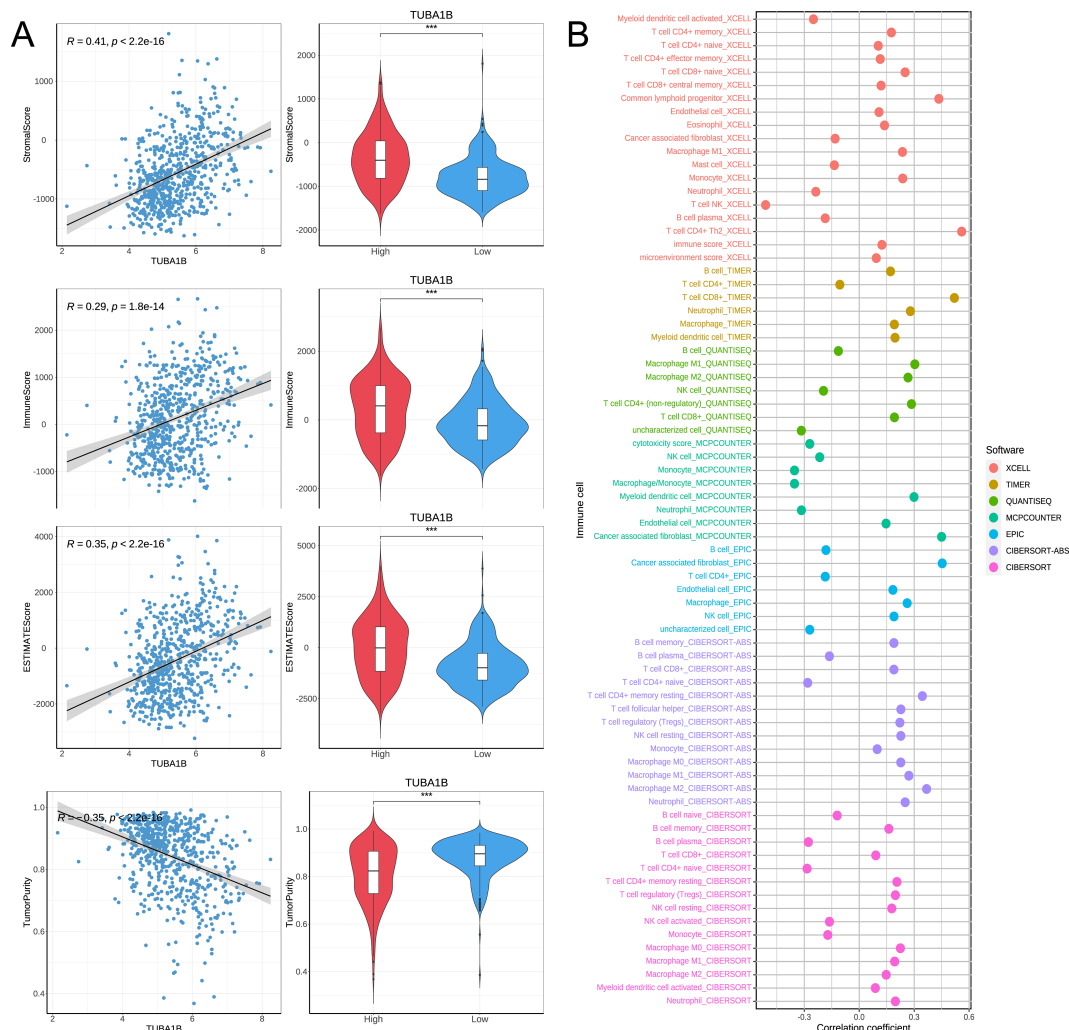 A
B
R = 0.41, p < 2.2e-16
StromalScore
1000
0
-1000
2
4
6
8
TUBA1B
TUBA1B
***
StromalScore
2000
1000
0
-1000
-2000
High
Low
R = 0.29, p = 1.8e-14
ImmuneScore
2000
1000
0
-1000
TUBA1B
***
ImmuneScore
2000
0
-2000
R = 0.35, p < 2.2e-16
ESTIMATEScore
4000
2000
0
-2000
2
4
6
8
TUBA1B
TUBA1B
***
ESTIMATEScore
5000
2500
0
-2500
High
Low
R = −0.35, p < 2.2e-16
TumorPurity
1.0
0.8
0.6
0.4
2
4
6
8
TUBA1B
TUBA1B
***
TumorPurity
1.0
0.8
0.6
0.4
High
Low
Immune cell
Myeloid dendritic cell activated_XCELL
T cell CD4+ memory_XCELL
T cell CD4+ naive_XCELL
T cell CD4+ effector memory_XCELL
T cell CD8+ naive_XCELL
T cell CD8+ central memory_XCELL
Common lymphoid progenitor_XCELL
Endothelial cell_XCELL
Eosinophil_XCELL
Cancer associated fibroblast_XCELL
Macrophage M1_XCELL
Mast cell_XCELL
Monocyte_XCELL
Neutrophil_XCELL
T cell NK_XCELL
B cell plasma_XCELL
T cell CD4+ Th2_XCELL
immune score_XCELL
microenvironment score_XCELL
B cell_TIMER
T cell CD4+_TIMER
T cell CD8+_TIMER
Neutrophil_TIMER
Macrophage_TIMER
Myeloid dendritic cell_TIMER
B cell_QUANTISEQ
Macrophage M1_QUANTISEQ
Macrophage M2_QUANTISEQ
NK cell_QUANTISEQ
T cell CD4+ (non-regulatory)_QUANTISEQ
T cell CD8+_QUANTISEQ
uncharacterized cell_QUANTISEQ
cytotoxicity score_MCPCOUNTER
NK cell_MCPCOUNTER
Monocyte_MCPCOUNTER
Macrophage/Monocyte_MCPCOUNTER
Myeloid dendritic cell_MCPCOUNTER
Neutrophil_MCPCOUNTER
Endothelial cell_MCPCOUNTER
Cancer associated fibroblast_MCPCOUNTER
B cell_EPIC
Cancer associated fibroblast_EPIC
T cell CD4+_EPIC
Endothelial cell_EPIC
Macrophage_EPIC
NK cell_EPIC
uncharacterized cell_EPIC
B cell memory_CIBERSORT-ABS
B cell plasma_CIBERSORT-ABS
T cell CD8+_CIBERSORT-ABS
T cell CD4+ naive_CIBERSORT-ABS
T cell CD4+ memory resting_CIBERSORT-ABS
T cell follicular helper_CIBERSORT-ABS
T cell regulatory (Tregs)_CIBERSORT-ABS
NK cell resting_CIBERSORT-ABS
Monocyte_CIBERSORT-ABS
Macrophage M0_CIBERSORT-ABS
Macrophage M1_CIBERSORT-ABS
Macrophage M2_CIBERSORT-ABS
Neutrophil_CIBERSORT-ABS
B cell naive_CIBERSORT
B cell memory_CIBERSORT
B cell plasma_CIBERSORT
T cell CD8+_CIBERSORT
T cell CD4+ naive_CIBERSORT
T cell CD4+ memory resting_CIBERSORT
T cell regulatory (Tregs)_CIBERSORT
NK cell resting_CIBERSORT
NK cell activated_CIBERSORT
Monocyte_CIBERSORT
Macrophage M0_CIBERSORT
Macrophage M1_CIBERSORT
Macrophage M2_CIBERSORT
Myeloid dendritic cell activated_CIBERSORT
Neutrophil_CIBERSORT
-0.3
0.0
0.3
0.6
Correlation coefficient
Software
XCELL
TIMER
QUANTISEQ
MCPCOUNTER
EPIC
CIBERSORT-ABS
CIBERSORT